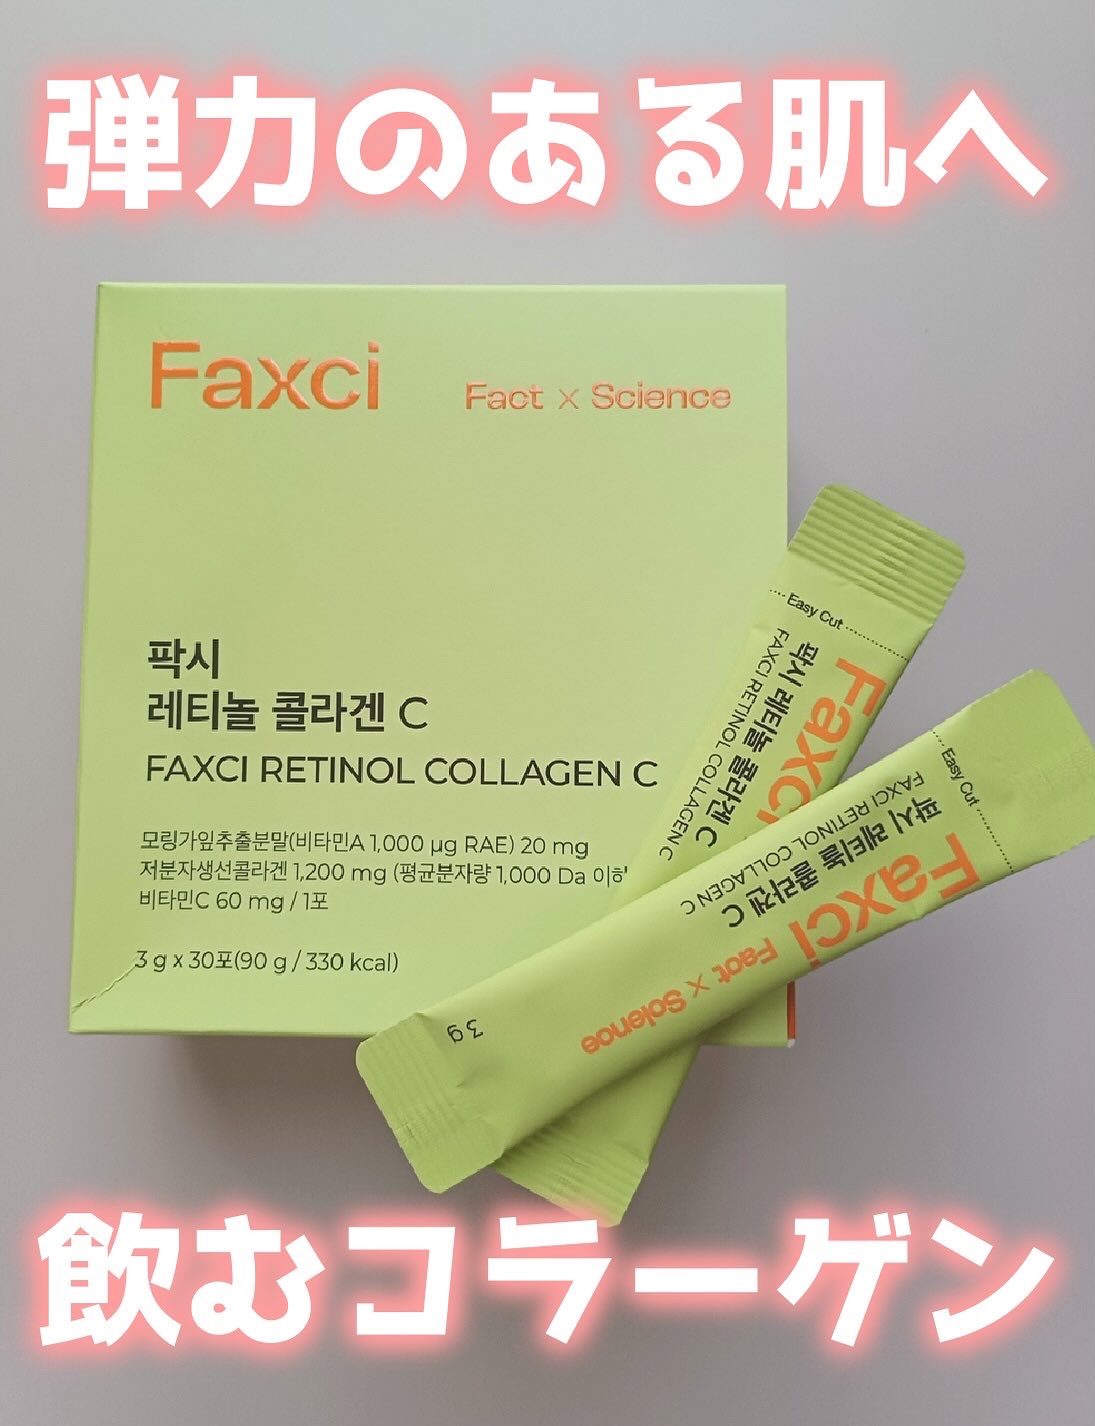 弾力のある肌へ
Faxci
Fact × Science
팍시
레티놀 콜라겐 C
FAXCI RETINOL COLLAGEN C
모링가잎추출분말(비타민A 1,000 µg RAE) 20 mg
저분자생선콜라겐 1,200 mg (평균분자량 1,000 Da 이하
비타민C 60 mg / 1포
3 g x 30포(90 g / 330 kcal)
Easy Cut
Faxci
팍시 레티놀 콜라겐 C
FAXCI RETINOL COLLAGEN C
Easy Cut
Faxci Fact × Science
팍시 레티놀 콜라겐 C
FAXCI RETINOL COLLAGEN C
3 g
飲むコラーゲン